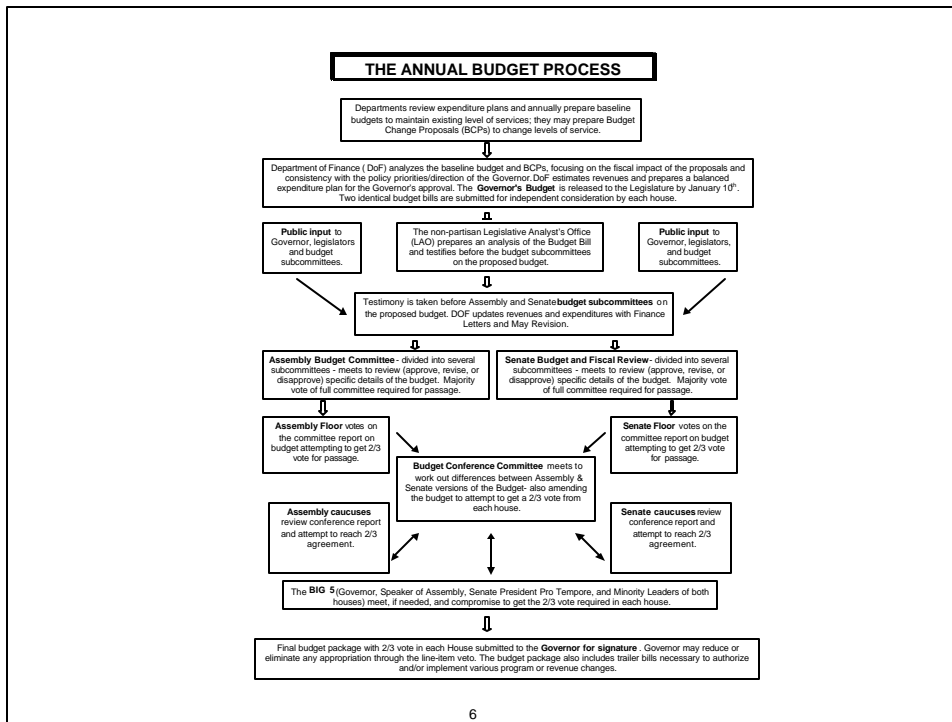 THE ANNUAL BUDGET PROCESS
Departments review expenditure plans and annually prepare baseline
budgets to maintain existing level of services; they may prepare Budget
Change Proposals (BCPs) to change levels of service.
Department of Finance ( DoF) analyzes the baseline budget and BCPs, focusing on the fiscal impact of the proposals and
consistency with the policy priorities/direction of the Governor. DoF estimates revenues and prepares a balanced
expenditure plan for the Governor's approval. The Governor's Budget is released to the Legislature by January 10th.
Two identical budget bills are submitted for independent consideration by each house.
Public input to
Governor, legislators
and budget
subcommittees.
The non-partisan Legislative Analyst's Office
(LAO) prepares an analysis of the Budget Bill
and testifies before the budget subcommittees
on the proposed budget.
Public input to
Governor, legislators,
and budget
subcommittees.
Testimony is taken before Assembly and Senate budget subcommittees on
the proposed budget. DOF updates revenues and expenditures with Finance
Letters and May Revision.
Assembly Budget Committee - divided into several
subcommittees - meets to review (approve, revise, or
disapprove) specific details of the budget. Majority
vote of full committee required for passage.
Senate Budget and Fiscal Review - divided into several
subcommittees - meets to review (approve, revise, or
disapprove) specific details of the budget. Majority vote
of full committee required for passage.
Assembly Floor votes on
the committee report on
budget attempting to get 2/3
vote for passage.
Senate Floor votes on the
committee report on budget
attempting to get 2/3 vote
for passage.
Budget Conference Committee meets to
work out differences between Assembly &
Senate versions of the Budget- also amending
the budget to attempt to get a 2/3 vote from
each house.
Assembly caucuses
review conference report
and attempt to reach 2/3
agreement.
Senate caucuses review
conference report and
attempt to reach 2/3
agreement.
The BIG 5 (Governor, Speaker of Assembly, Senate President Pro Tempore, and Minority Leaders of both
houses) meet, if needed, and compromise to get the 2/3 vote required in each house.
Final budget package with 2/3 vote in each House submitted to the Governor for signature . Governor may reduce or
eliminate any appropriation through the line-item veto. The budget package also includes trailer bills necessary to authorize
and/or implement various program or revenue changes.
6